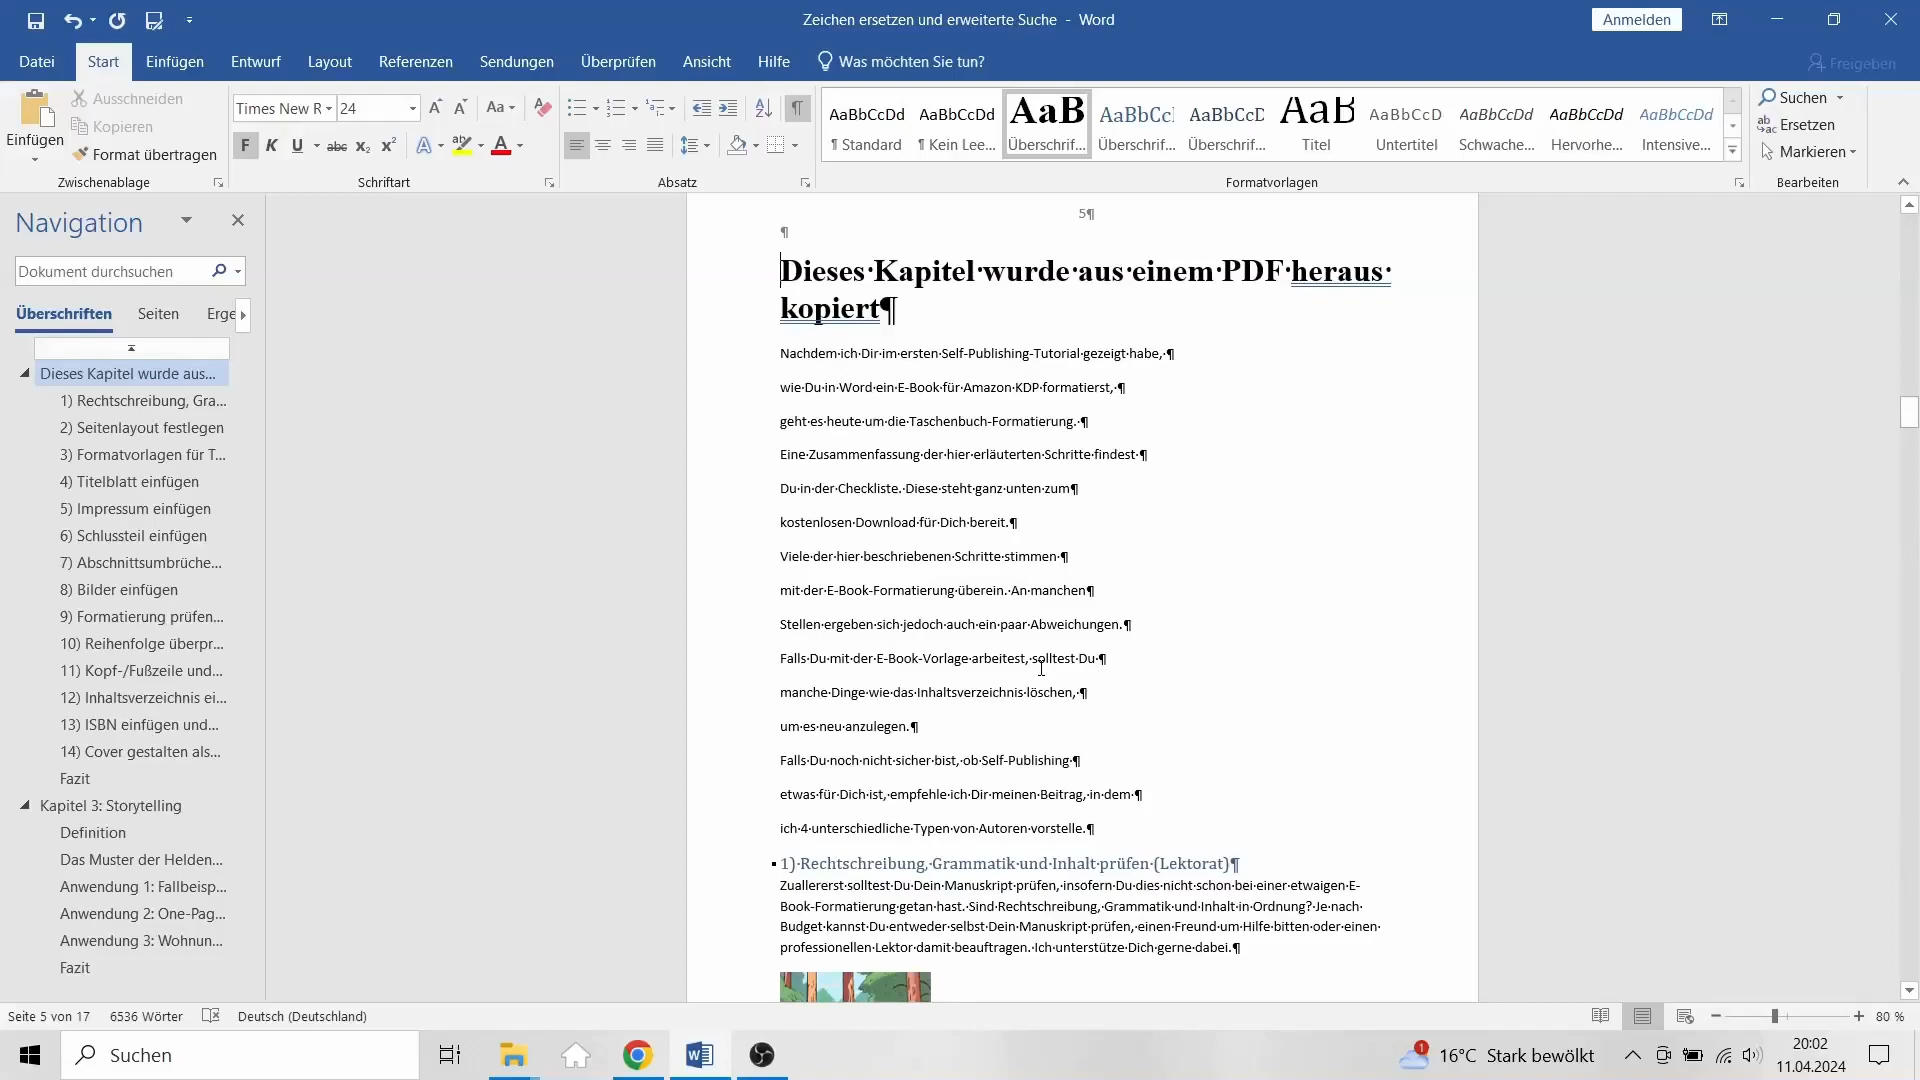 Zeichen ersetzen und erweiterte Suche - Word
Anmelden
Datei Start Einfügen Entwurf Layout Referenzen Sendungen Überprüfen Ansicht Hilfe Was möchten Sie tun? Freigeben
Einfügen
Ausschneiden
Kopieren
Format übertragen
Zwischenablage
Times New R 24
Aa
F K U abc x₂ x² A ab A
Schriftart
Absatz
AaBbCcDd AaBbCcDd AaB AaBbCc AaBbCcD AaB AaBbCcD AaBbCcDd AaBbCcDd AaBbCcDd
¶ Standard ¶ Kein Lee... Überschrif... Überschrif... Überschrif... Titel Untertitel Schwache... Hervorhe... Intensive...
Formatvorlagen
Suchen
Ersetzen
Markieren
Bearbeiten
Navigation
Dokument durchsuchen
Überschriften Seiten Erge
Dieses Kapitel wurde aus...
1) Rechtschreibung, Gra...
2) Seitenlayout festlegen
3) Formatvorlagen für T...
4) Titelblatt einfügen
5) Impressum einfügen
6) Schlussteil einfügen
7) Abschnittsumbrüche...
8) Bilder einfügen
9) Formatierung prüfen...
10) Reihenfolge überpr...
11) Kopf-/Fußzeile und...
12) Inhaltsverzeichnis ei...
13) ISBN einfügen und...
14) Cover gestalten als...
Fazit
Kapitel 3: Storytelling
Definition
Das Muster der Helden...
Anwendung 1: Fallbeisp...
Anwendung 2: One-Pag...
Anwendung 3: Wohnun...
Fazit
5¶
¶
Dieses·Kapitel·wurde·aus·einem·PDF·heraus·
kopiert¶
Nachdem·ich·Dir·im·ersten·Self-Publishing-Tutorial·gezeigt·habe,·¶
wie·Du·in·Word·ein·E-Book·für·Amazon·KDP·formatierst,·¶
geht·es·heute·um·die·Taschenbuch-Formatierung.·¶
Eine·Zusammenfassung·der·hier·erläuterten·Schritte·findest·¶
Du·in·der·Checkliste.·Diese·steht·ganz·unten·zum¶
kostenlosen·Download·für·Dich·bereit.¶
Viele·der·hier·beschriebenen·Schritte·stimmen·¶
mit·der·E-Book-Formatierung·überein.·An·manchen¶
Stellen·ergeben·sich·jedoch·auch·ein·paar·Abweichungen.¶
Falls·Du·mit·der·E-Book-Vorlage·arbeitest,·solltest·Du·¶
manche·Dinge·wie·das·Inhaltsverzeichnis·löschen,·¶
um·es·neu·anzulegen.¶
Falls·Du·noch·nicht·sicher·bist,·ob·Self-Publishing·¶
etwas·für·Dich·ist,·empfehle·ich·Dir·meinen·Beitrag,·in·dem·¶
ich·4·unterschiedliche·Typen·von·Autoren·vorstelle.¶
1)·Rechtschreibung,·Grammatik·und·Inhalt·prüfen·(Lektorat)¶
Zuallererst·solltest·Du·Dein·Manuskript·prüfen,·insofern·Du·dies·nicht·schon·bei·einer·etwaigen·E-
Book-Formatierung·getan·hast.·Sind·Rechtschreibung,·Grammatik·und·Inhalt·in·Ordnung?·Je·nach·
Budget·kannst·Du·entweder·selbst·Dein·Manuskript·prüfen,·einen·Freund·um·Hilfe·bitten·oder·einen·
professionellen·Lektor·damit·beauftragen.·Ich·unterstütze·Dich·gerne·dabei.¶
Seite 5 von 17 6536 Wörter Deutsch (Deutschland) 80 %
Suchen
1
16°C Stark bewölkt
20:02
11.04.2024